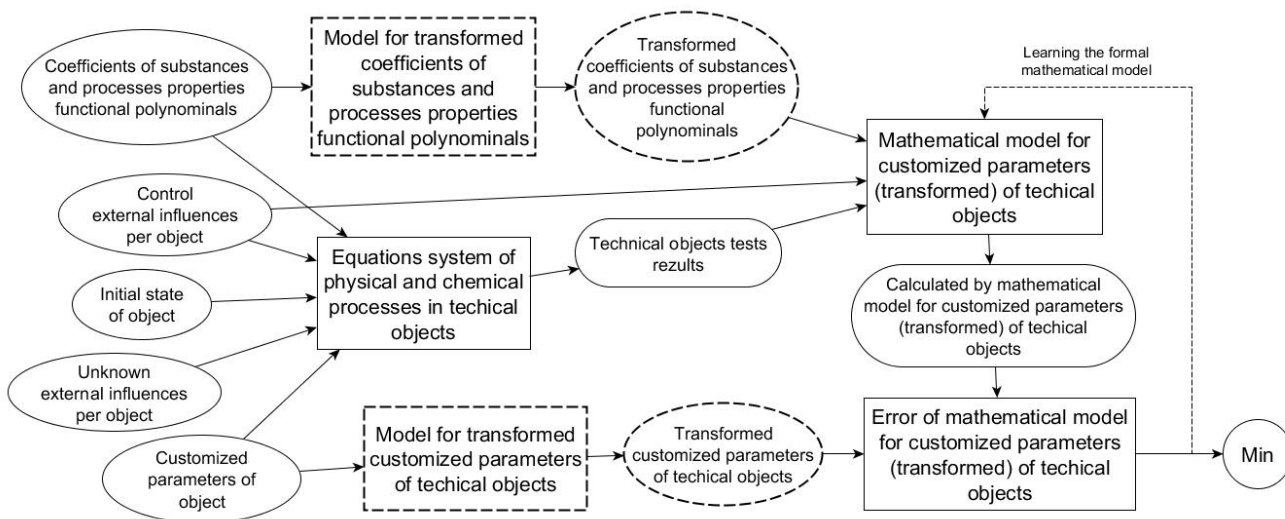 Coefficients of substances
and processes properties
functional polynominals
Model for transformed
coefficients of
substances and
processes properties
functional polynominals
Transformed
coefficients of substances
and processes properties
functional
polynominals
Learning the formal
mathematical model
Mathematical model for
customized parameters
(transformed) of techical
objects
Control
external influences
per object
Equations system of
physical and chemical
processes in techical
objects
Technical objects tests
rezults
Initial state
of object
Calculated by mathematical
model for customized parameters
(transformed) of techical
objects
Unknown
external influences
per object
Customized
parameters of
object
Model for transformed
customized parameters
of techical objects
Transformed
customized parameters
of techical objects
Error of mathematical model
for customized parameters
(transformed) of techical
objects
Min